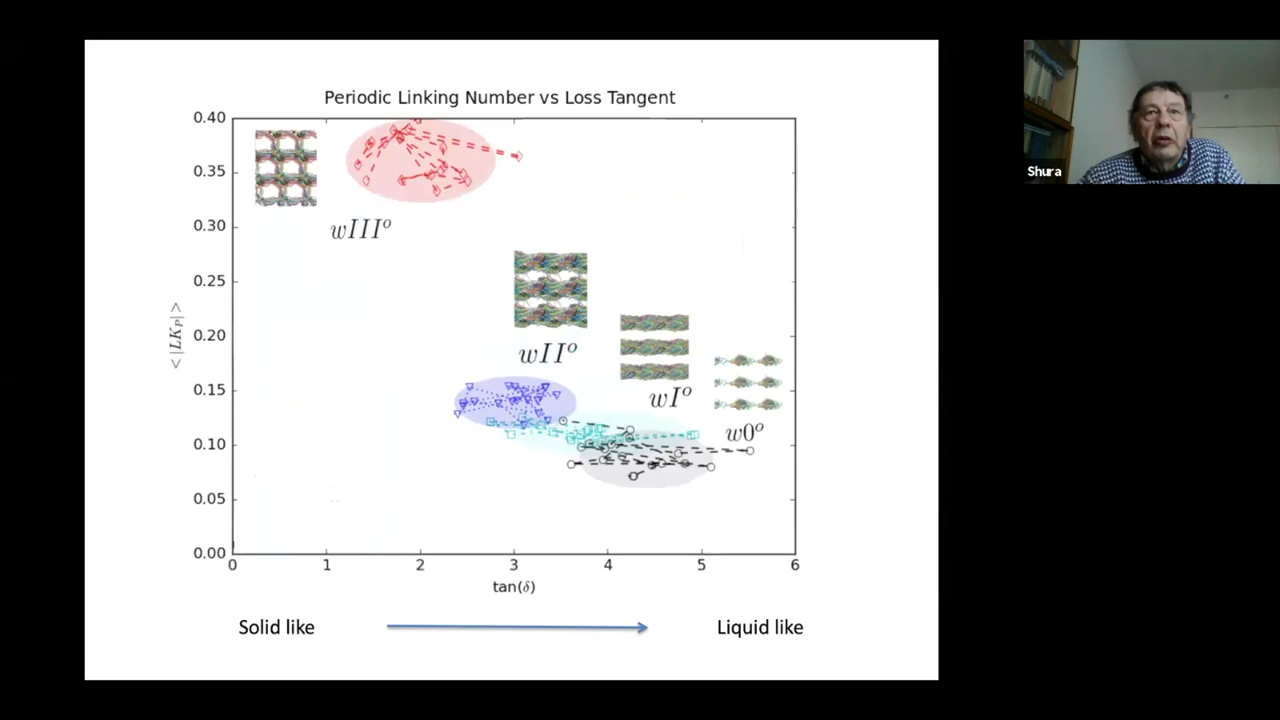 Periodic Linking Number vs Loss Tangent
0.40
0.35
0.30
0.25
0.20
0.15
0.10
0.05
0.00
<|LK_P|>
wIII^o
wII^o
wI^o
w0^o
0 1 2 3 4 5 6
tan(δ)
Solid like
Liquid like
Shura